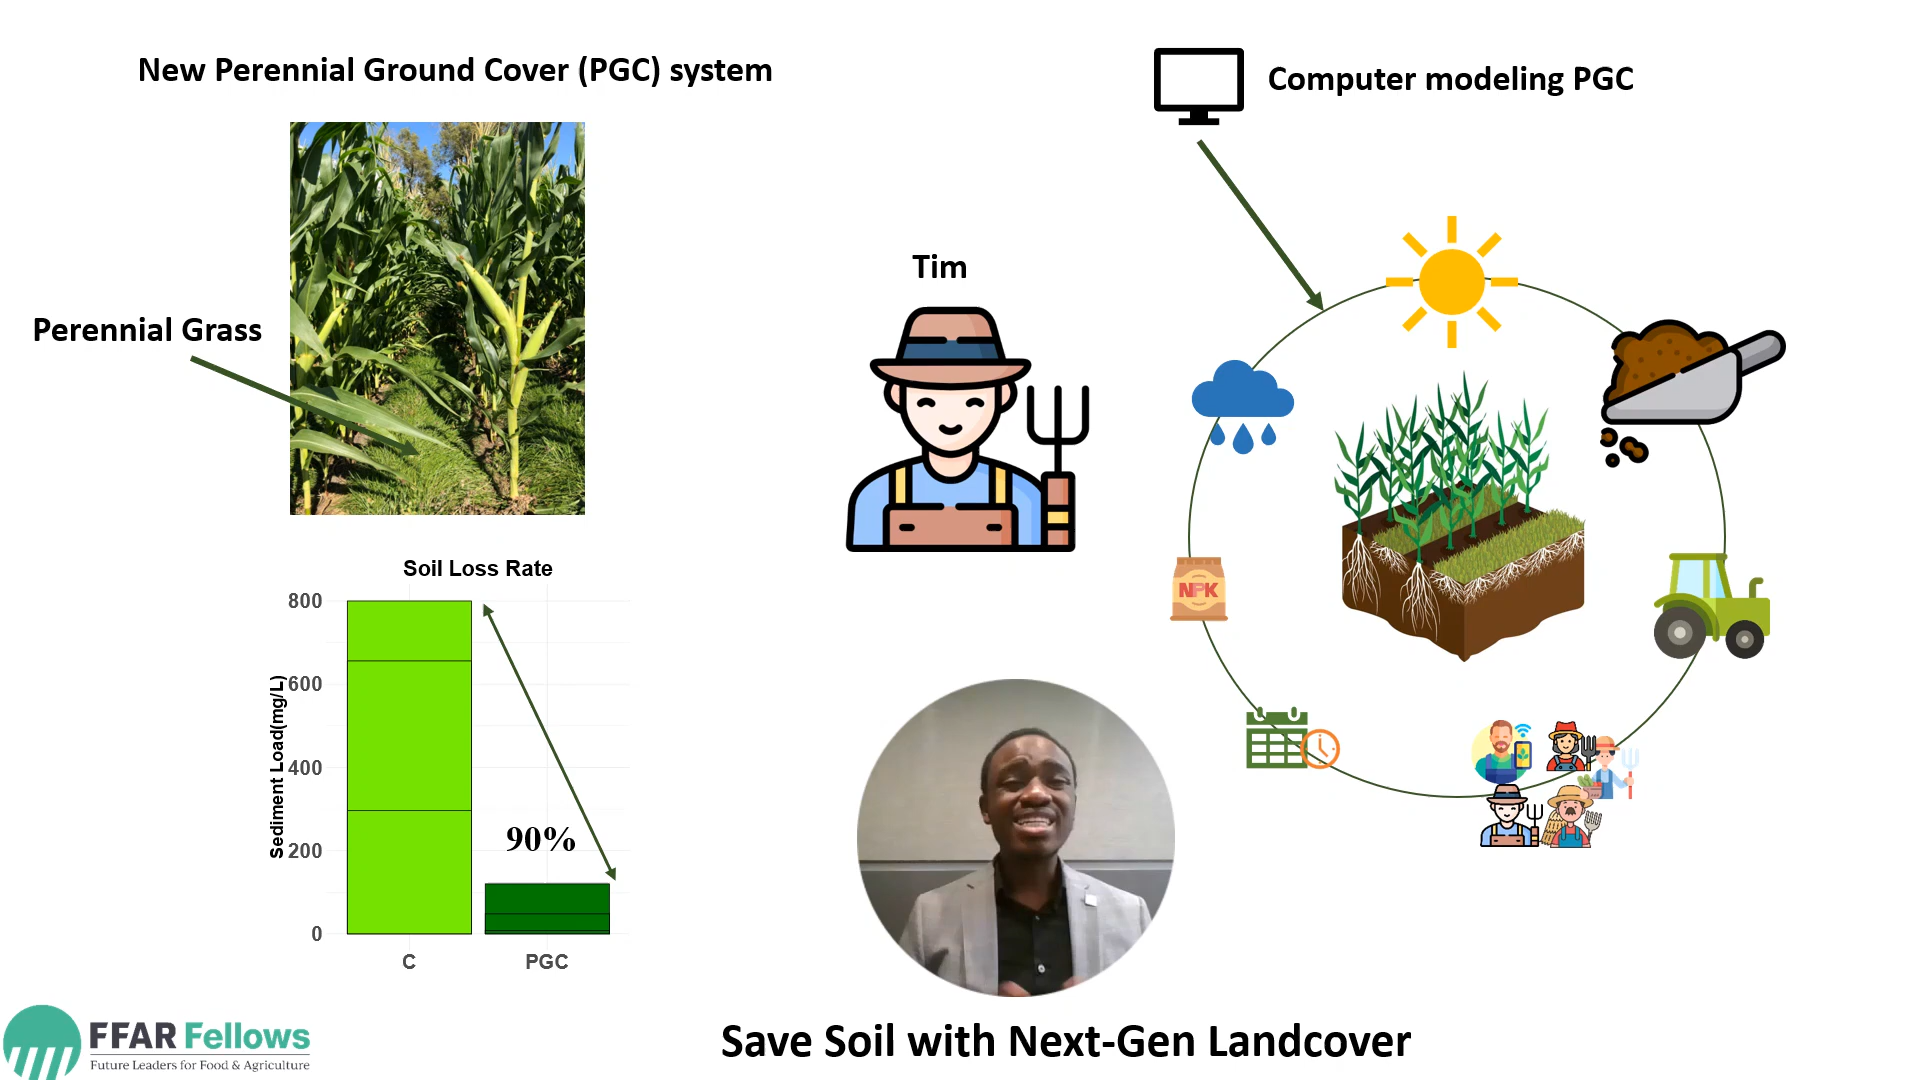 New Perennial Ground Cover (PGC) system
Computer modeling PGC
Tim
Perennial Grass
NPK
Soil Loss Rate
800
600
400
200
0
Sediment Load(mg/L)
90%
C
PGC
FFAR Fellows
Future Leaders for Food & Agriculture
Save Soil with Next-Gen Landcover